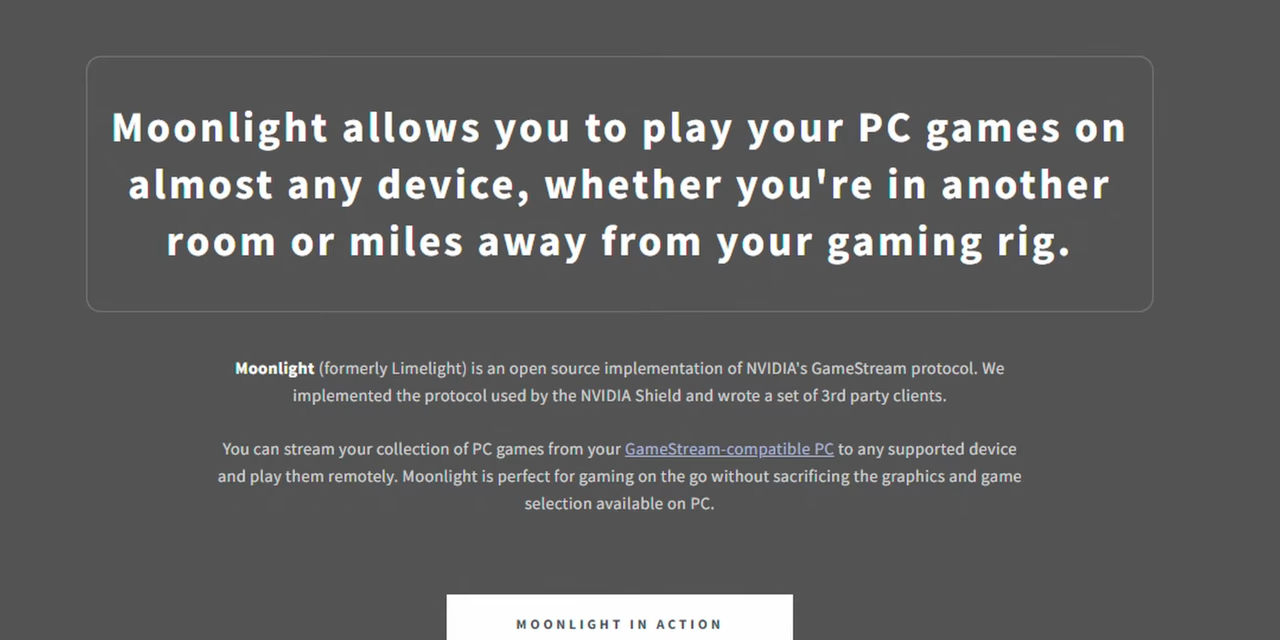 Moonlight allows you to play your PC games on
almost any device, whether you're in another
room or miles away from your gaming rig.
Moonlight (formerly Limelight) is an open source implementation of NVIDIA's GameStream protocol. We
implemented the protocol used by the NVIDIA Shield and wrote a set of 3rd party clients.
You can stream your collection of PC games from your GameStream-compatible PC to any supported device
and play them remotely. Moonlight is perfect for gaming on the go without sacrificing the graphics and game
selection available on PC.
MOONLIGHT IN ACTION